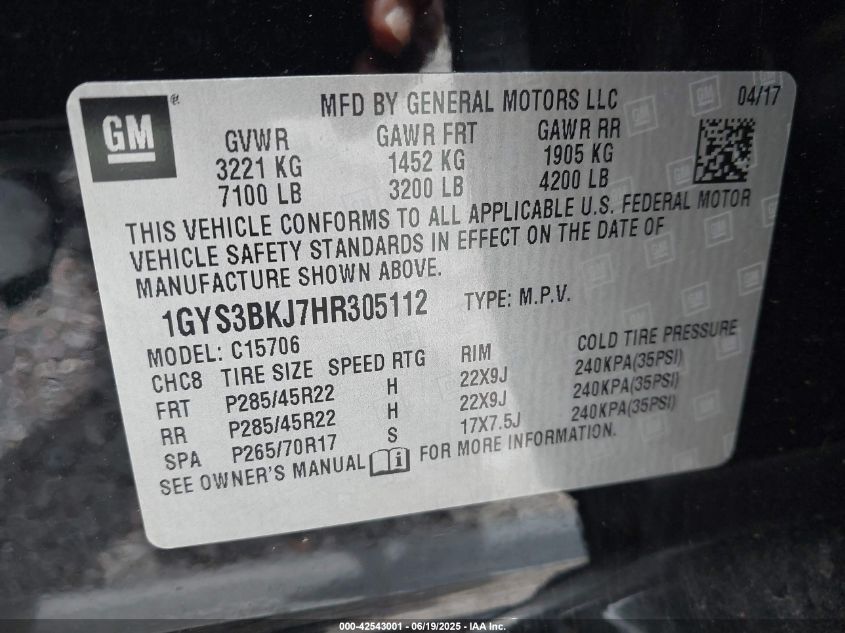 GM®
MFD BY GENERAL MOTORS LLC 04/17
GVWR GAWR FRT GAWR RR
3221 KG 1452 KG 1905 KG
7100 LB 3200 LB 4200 LB
THIS VEHICLE CONFORMS TO ALL APPLICABLE U.S. FEDERAL MOTOR
VEHICLE SAFETY STANDARDS IN EFFECT ON THE DATE OF
MANUFACTURE SHOWN ABOVE.
1GYS3BKJ7HR305112 TYPE: M.P.V.
MODEL: C15706
CHC8 TIRE SIZE SPEED RTG RIM COLD TIRE PRESSURE
FRT P285/45R22 H 22X9J 240KPA(35PSI)
RR P285/45R22 H 22X9J 240KPA(35PSI)
SPA P265/70R17 S 17X7.5J 240KPA(35PSI)
SEE OWNER'S MANUAL FOR MORE INFORMATION.
000-42543001 - 06/19/2025 - IAA Inc.